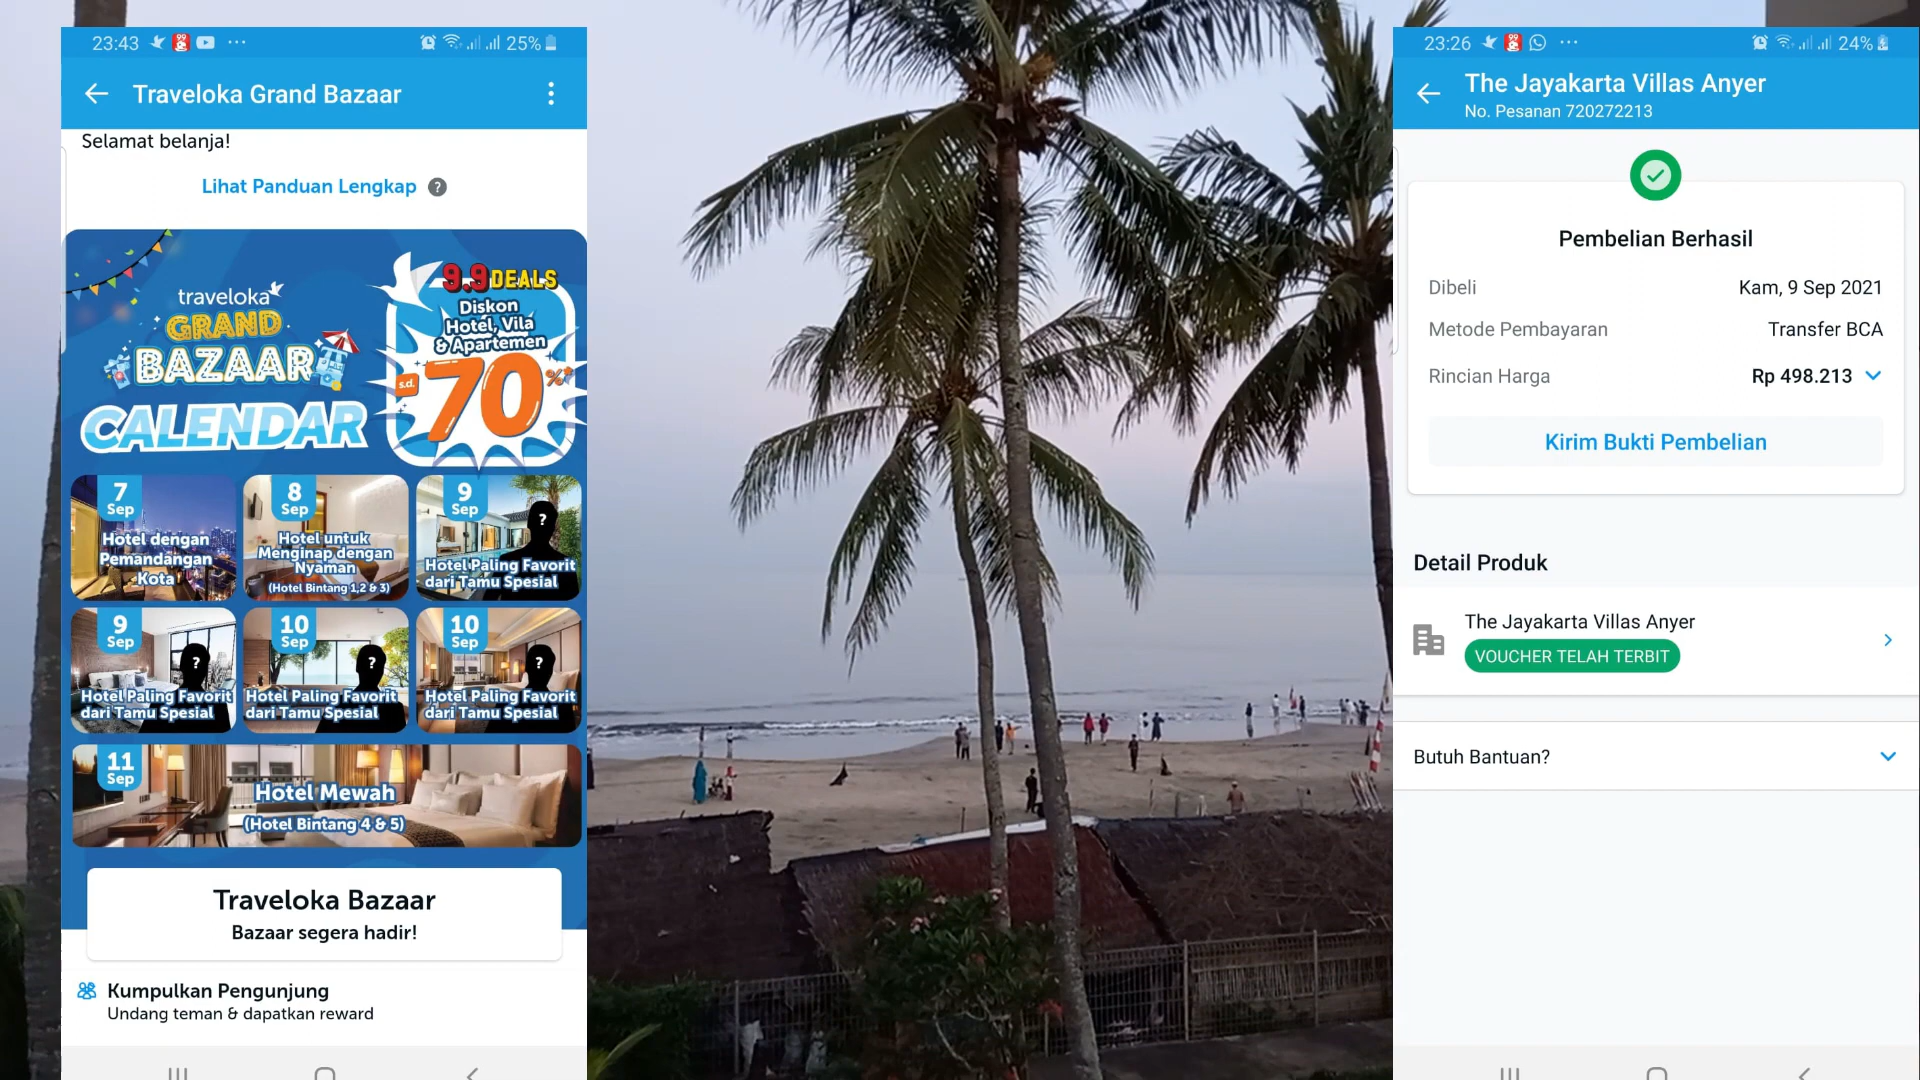 23:43
25%
Traveloka Grand Bazaar
Selamat belanja!
Lihat Panduan Lengkap ?
traveloka
GRAND
BAZAAR
CALENDAR
9.9 DEALS
Diskon
Hotel, Vila
& Apartemen
s.d. 70%*
7
Sep
Hotel dengan
Pemandangan
Kota
8
Sep
Hotel untuk
Menginap dengan
Nyaman
(Hotel Bintang 1,2 & 3)
9
Sep
?
Hotel Paling Favorit
dari Tamu Spesial
9
Sep
?
Hotel Paling Favorit
dari Tamu Spesial
10
Sep
?
Hotel Paling Favorit
dari Tamu Spesial
10
Sep
?
Hotel Paling Favorit
dari Tamu Spesial
11
Sep
Hotel Mewah
(Hotel Bintang 4 & 5)
Traveloka Bazaar
Bazaar segera hadir!
Kumpulkan Pengunjung
Undang teman & dapatkan reward
23:26
24%
The Jayakarta Villas Anyer
No. Pesanan 720272213
Pembelian Berhasil
Dibeli Kam, 9 Sep 2021
Metode Pembayaran Transfer BCA
Rincian Harga Rp 498.213
Kirim Bukti Pembelian
Detail Produk
The Jayakarta Villas Anyer
VOUCHER TELAH TERBIT
Butuh Bantuan?